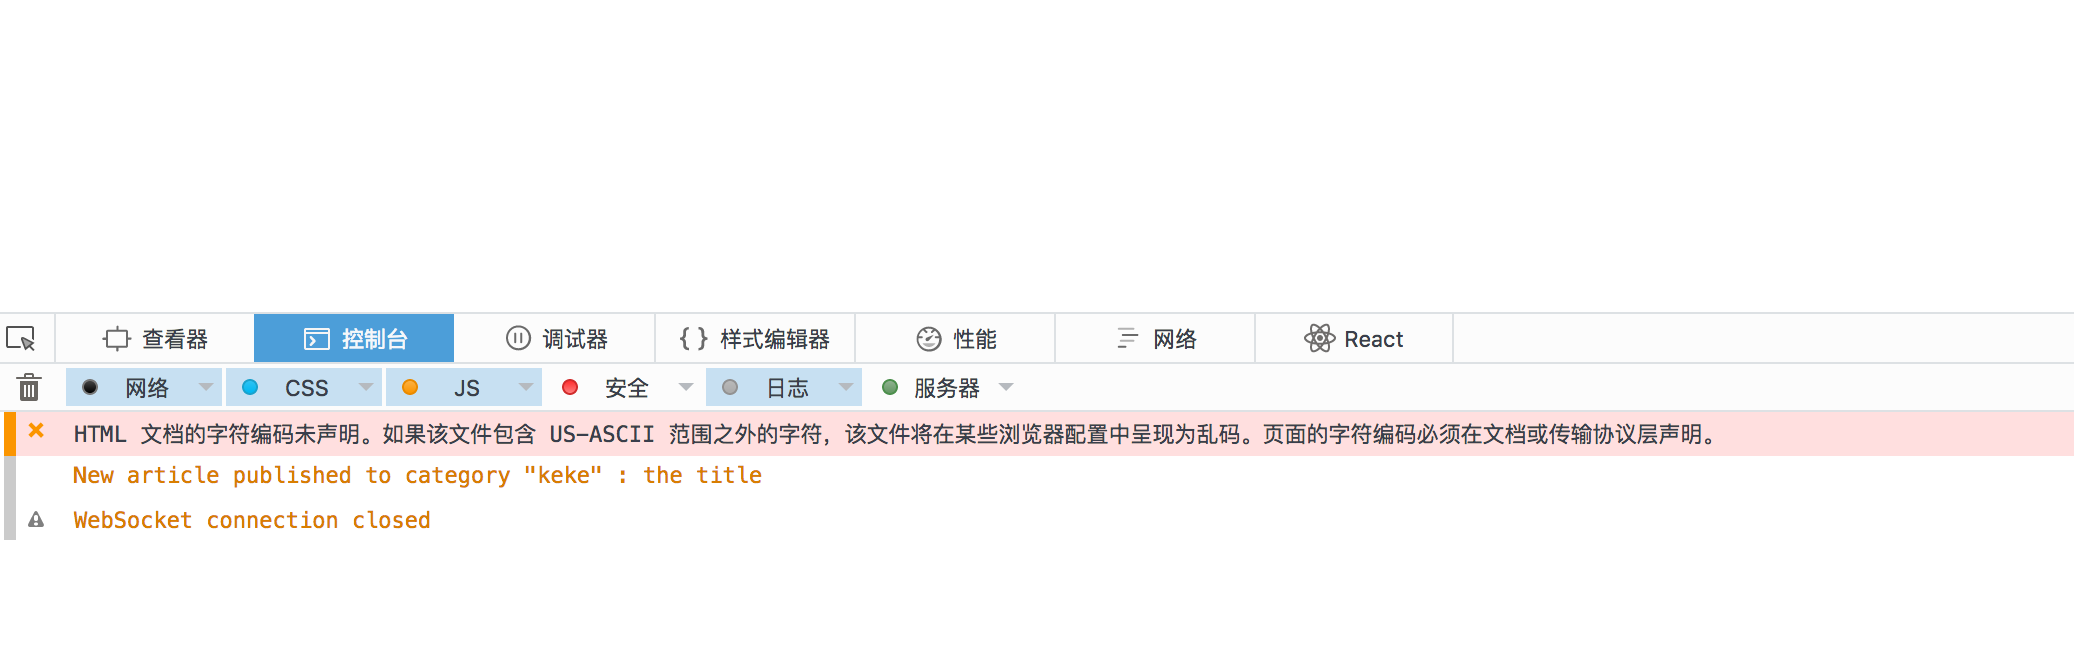 查看器 控制台 调试器 { } 样式编辑器 性能 网络 React
网络 CSS JS 安全 日志 服务器
HTML 文档的字符编码未声明。如果该文件包含 US-ASCII 范围之外的字符，该文件将在某些浏览器配置中呈现为乱码。页面的字符编码必须在文档或传输协议层声明。
New article published to category "keke" : the title
WebSocket connection closed